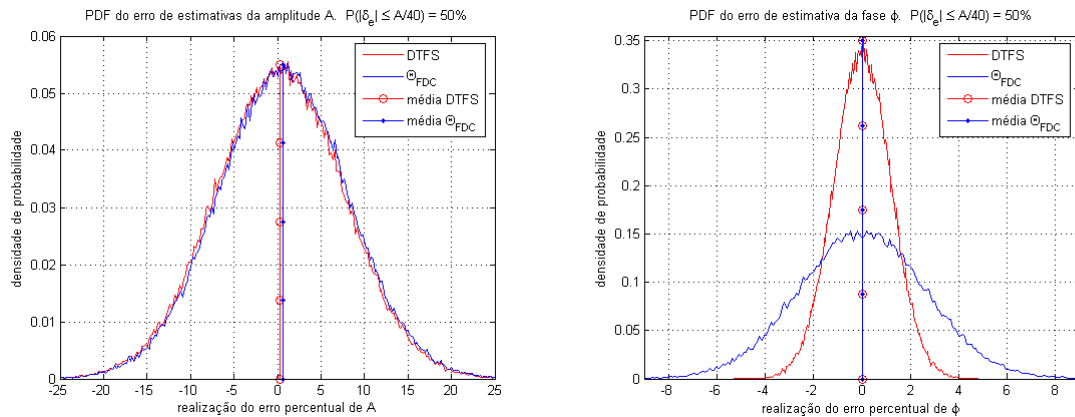 PDF do erro de estimativas da amplitude A. P(|δe| ≤ A/40) = 50%
0.06
0.05
0.04
0.03
0.02
0.01
0
densidade de probabilidade
DTFS
ΘFDC
média DTFS
média ΘFDC
-25 -20 -15 -10 -5 0 5 10 15 20 25
realização do erro percentual de A
PDF do erro de estimativa da fase ϕ. P(|δe| ≤ A/40) = 50%
0.35
0.3
0.25
0.2
0.15
0.1
0.05
0
densidade de probabilidade
DTFS
ΘFDC
média DTFS
média ΘFDC
-8 -6 -4 -2 0 2 4 6 8
realização do erro percentual de ϕ